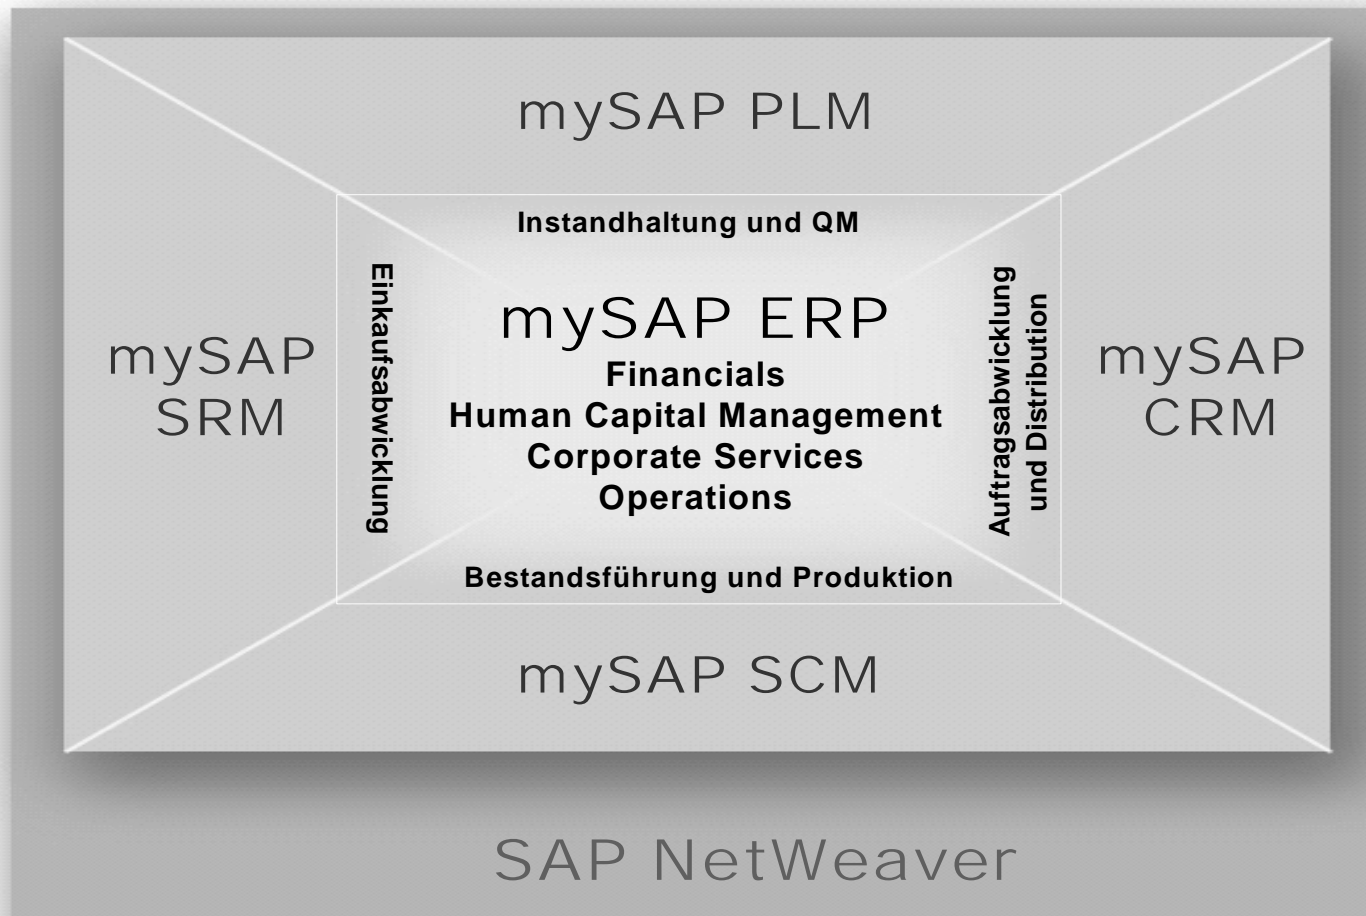 mySAP PLM
Instandhaltung und QM
mySAP
SRM
Einkaufsabwicklung
mySAP ERP
Financials
Human Capital Management
Corporate Services
Operations
Auftragsabwicklung
und Distribution
mySAP
CRM
Bestandsführung und Produktion
mySAP SCM
SAP NetWeaver